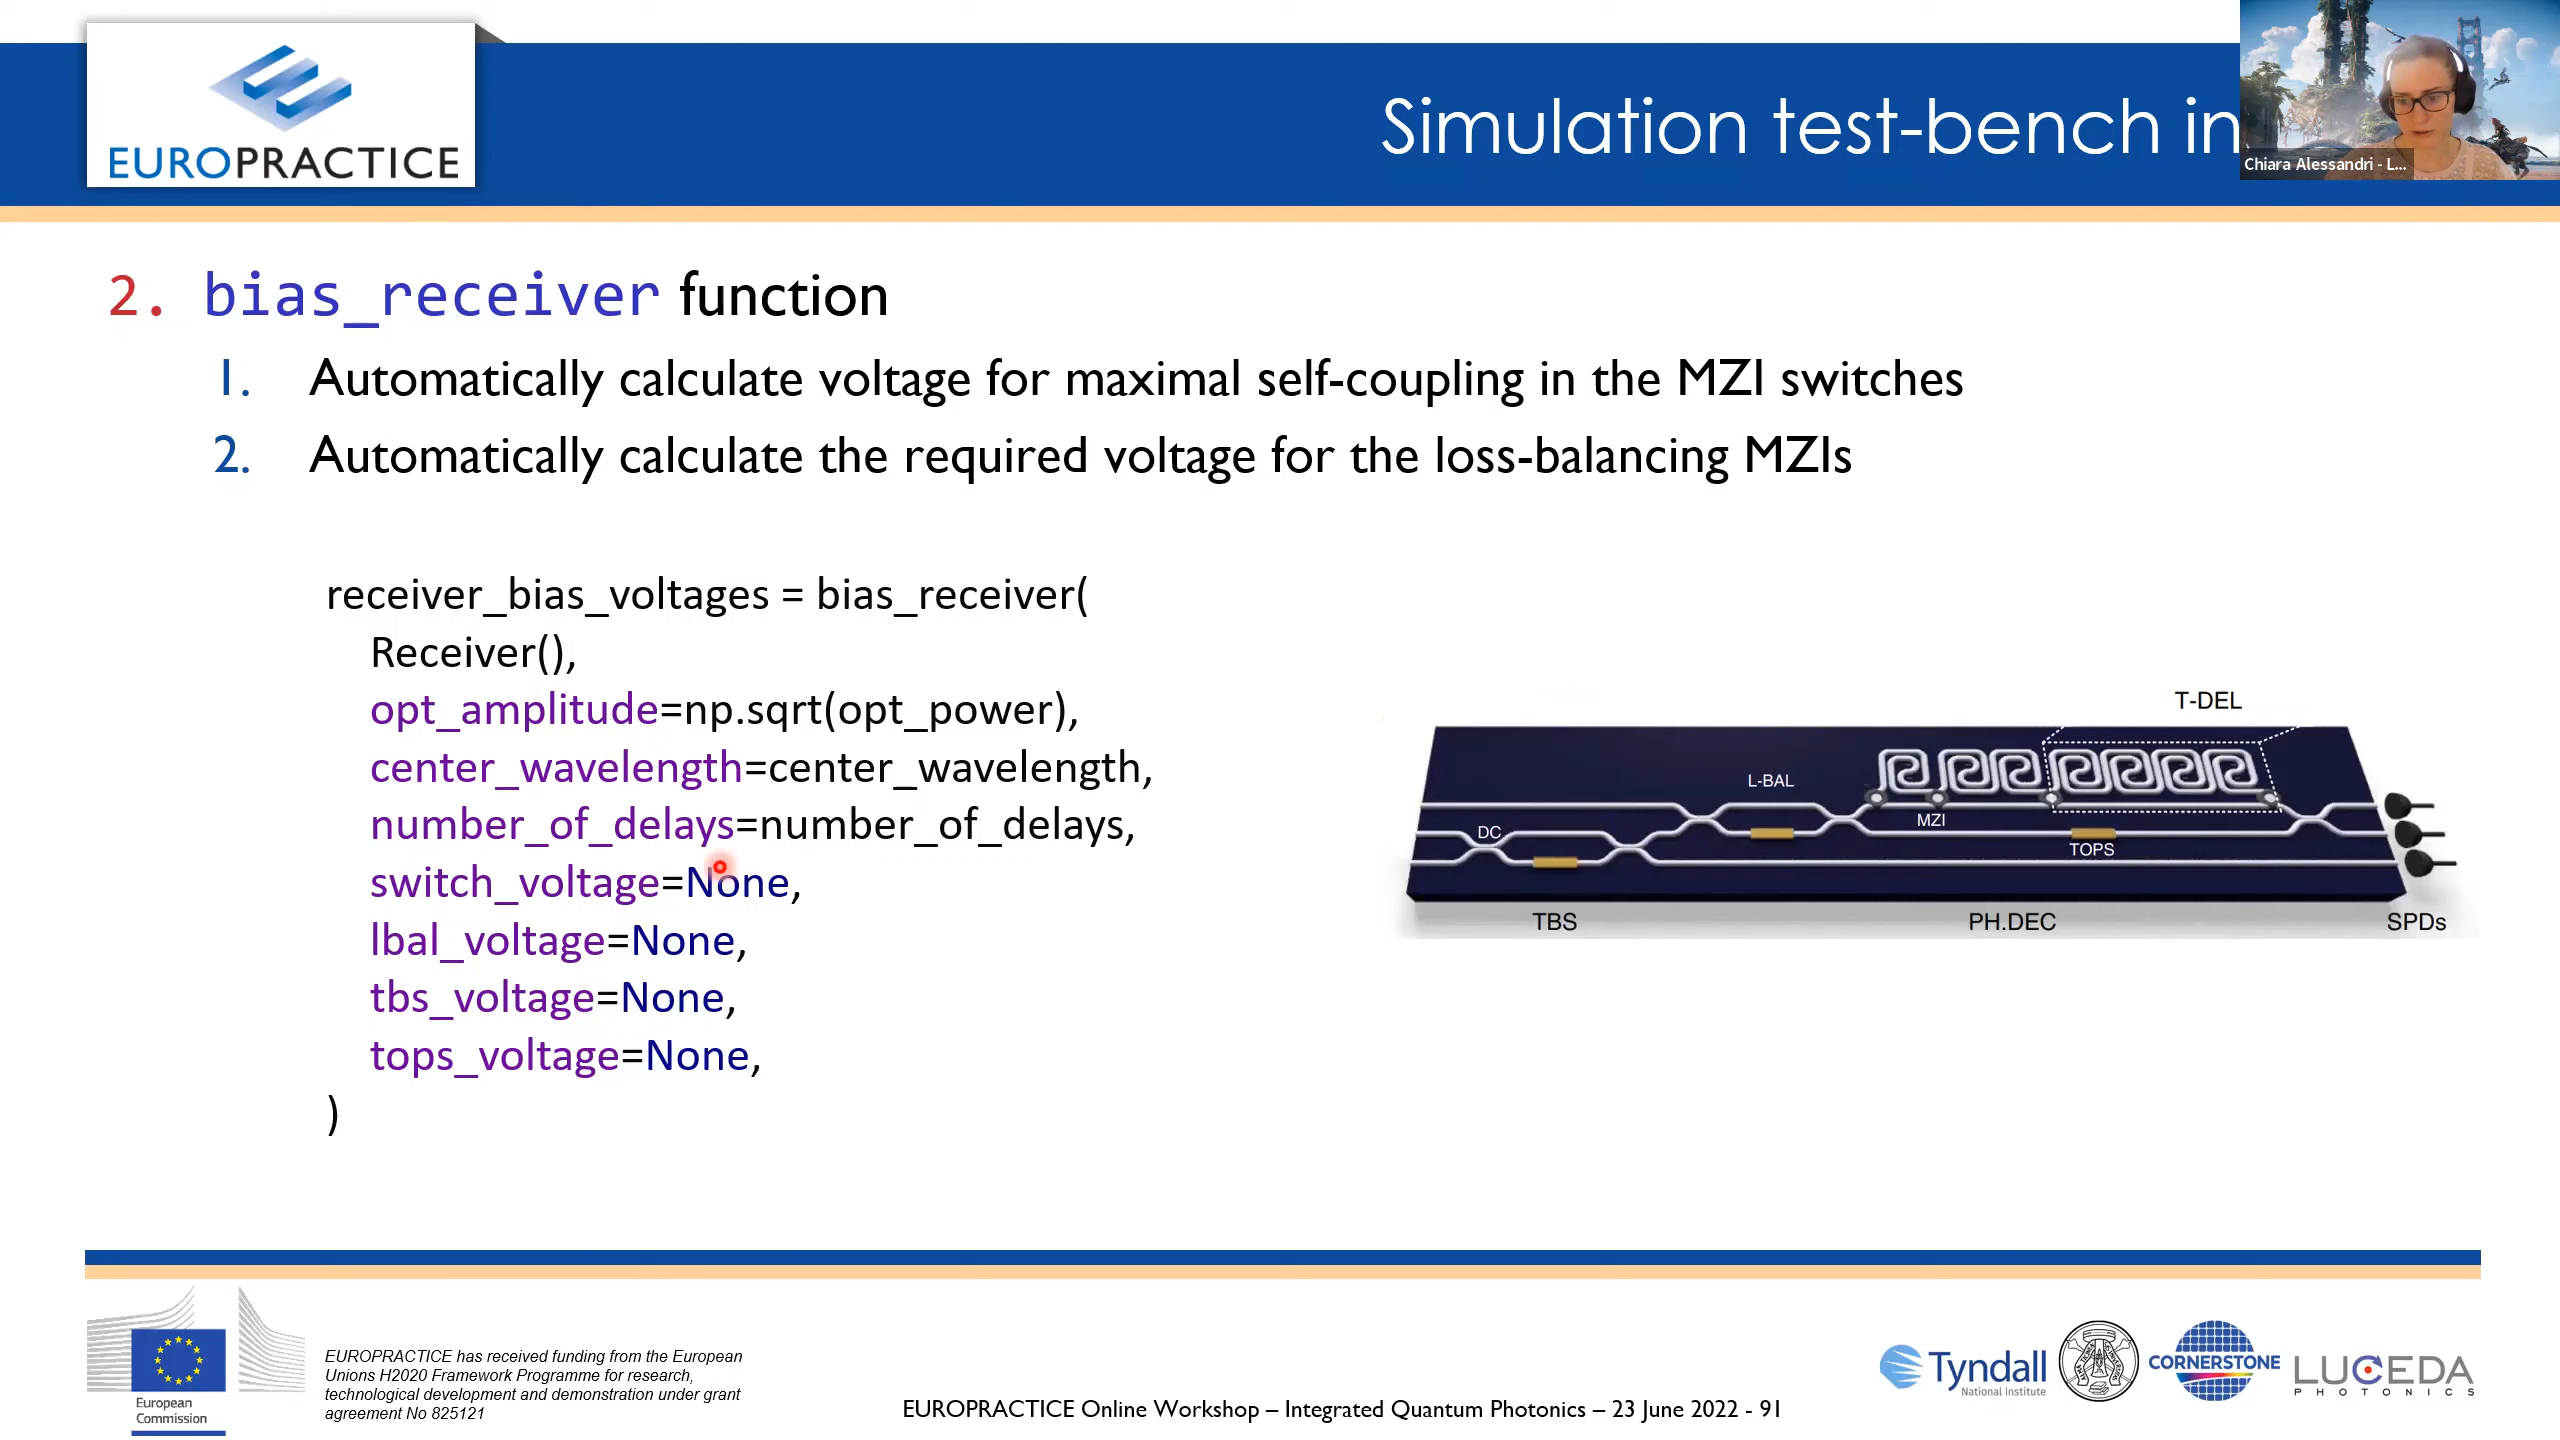 EUROPRACTICE
Simulation test-bench in
Chiara Alessandri - L...
2. bias_receiver function
1. Automatically calculate voltage for maximal self-coupling in the MZI switches
2. Automatically calculate the required voltage for the loss-balancing MZIs
receiver_bias_voltages = bias_receiver(
Receiver(),
opt_amplitude=np.sqrt(opt_power),
center_wavelength=center_wavelength,
number_of_delays=number_of_delays,
switch_voltage=None,
lbal_voltage=None,
tbs_voltage=None,
tops_voltage=None,
)
T-DEL
L-BAL
MZI
DC
TOPS
TBS
PH.DEC
SPDs
European
Commission
EUROPRACTICE has received funding from the European
Unions H2020 Framework Programme for research,
technological development and demonstration under grant
agreement No 825121
EUROPRACTICE Online Workshop – Integrated Quantum Photonics – 23 June 2022 - 91
Tyndall
National Institute
CORNERSTONE
LUCEDA
PHOTONICS